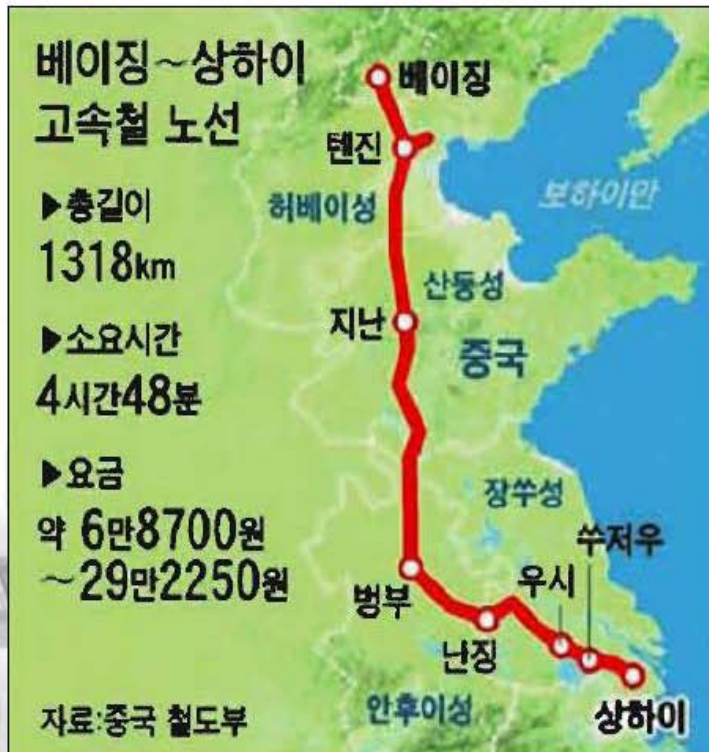 베이징~상하이
고속철 노선
▶총길이
1318km
▶소요시간
4시간48분
▶요금
약 6만8700원
~29만2250원
자료:중국 철도부
베이징
텐진
허베이성
보하이만
산둥성
지난
중국
장쑤성
쑤저우
우시
벙부
난징
안후이성
상하이